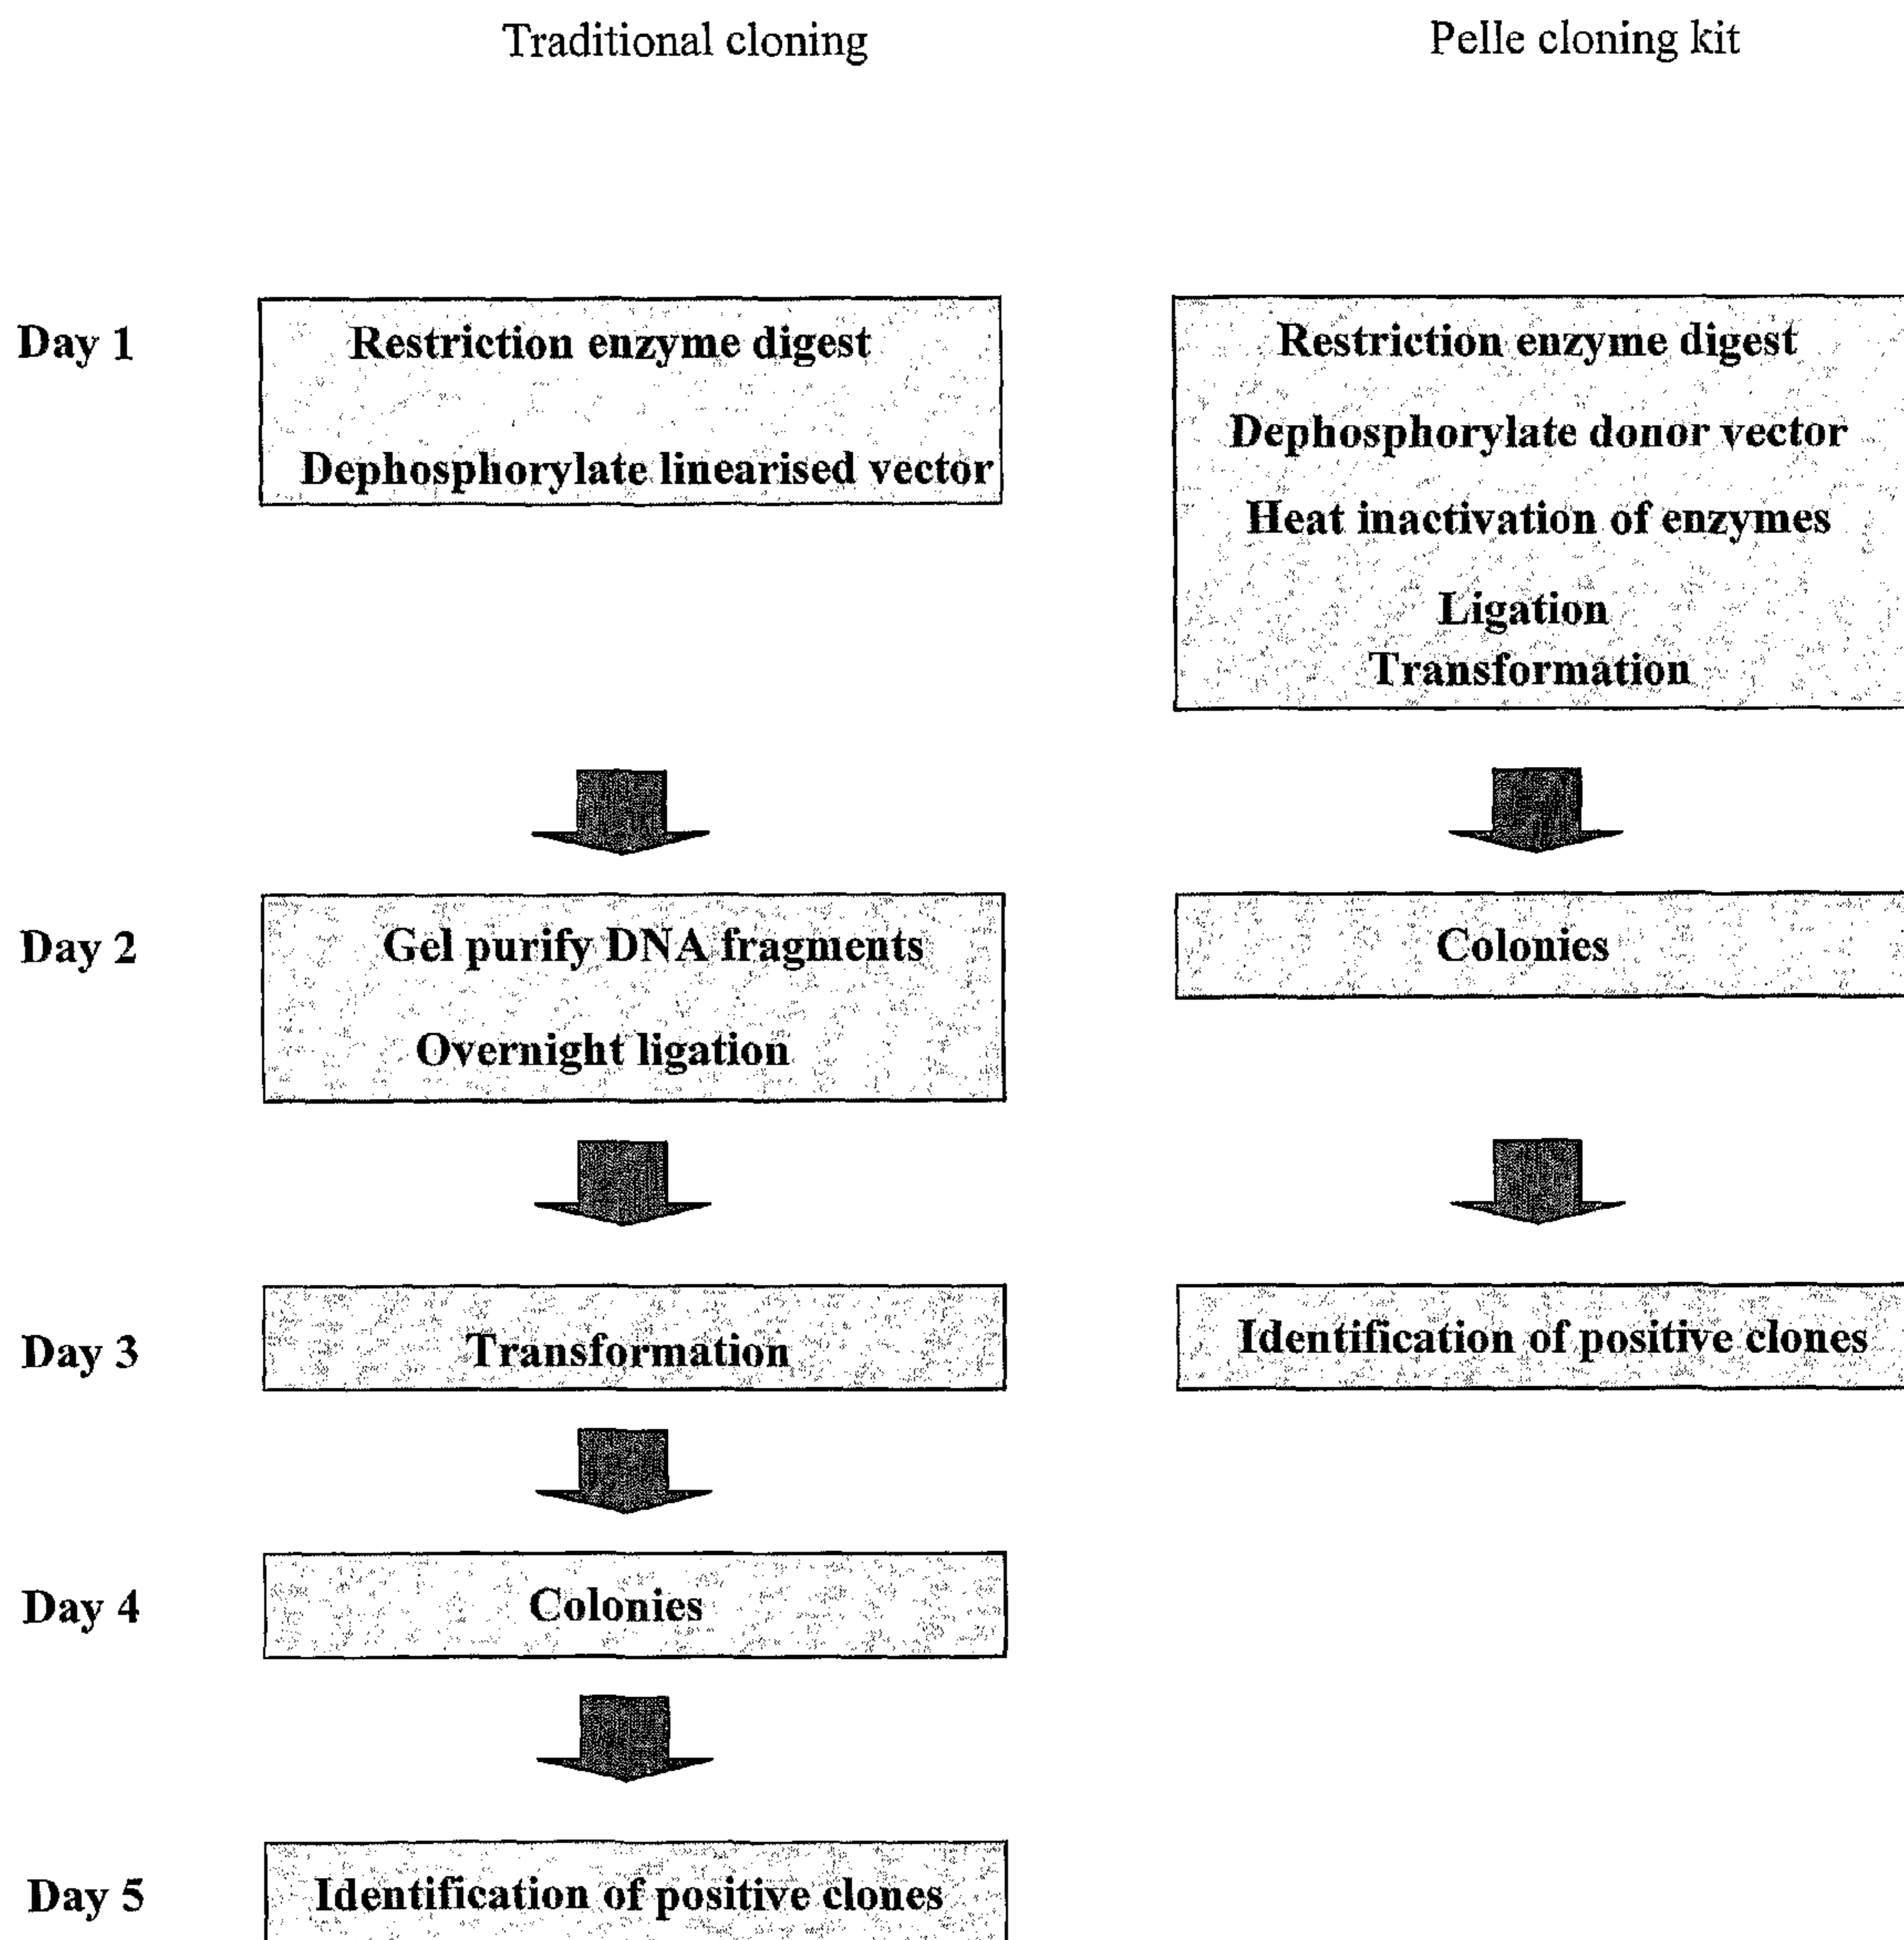 Traditional cloning
Pelle cloning kit
Day 1
Restriction enzyme digest
Dephosphorylate linearised vector
Restriction enzyme digest
Dephosphorylate donor vector
Heat inactivation of enzymes
Ligation
Transformation
Day 2
Gel purify DNA fragments
Overnight ligation
Colonies
Day 3
Transformation
Identification of positive clones
Day 4
Colonies
Day 5
Identification of positive clones